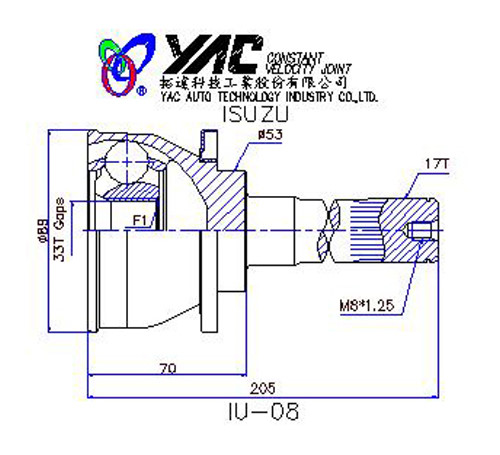 YAC CONSTANT
VELOCITY JOINT
拓達科技工業股份有限公司
®
YAC AUTO TECHNOLOGY INDUSTRY CO.,LTD.
ISUZU
ø53
17T
ø89
33T Gaps
F1
M8*1.25
70
205
IU-08